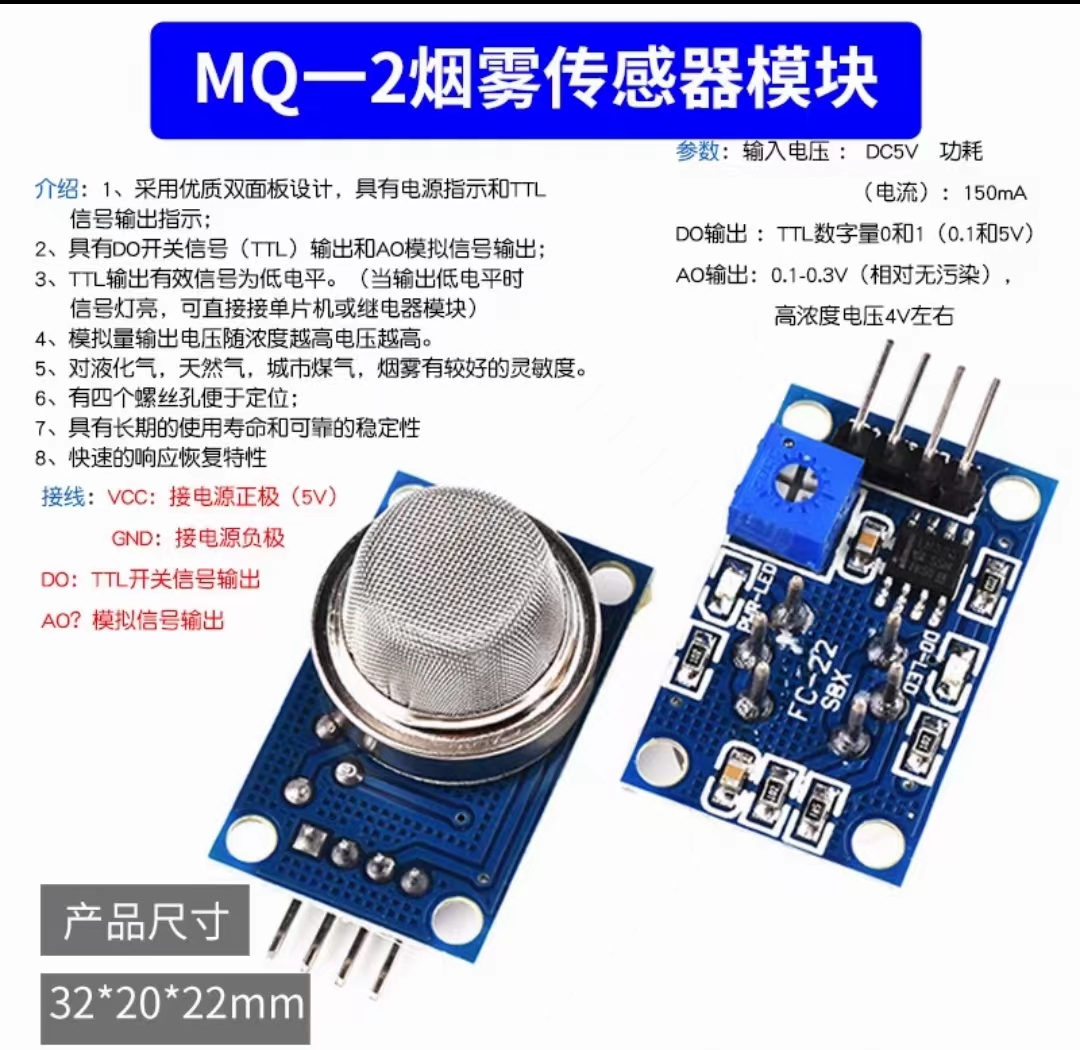 MQ一2烟雾传感器模块
参数：输入电压： DC5V 功耗
（电流）：150mA
DO输出：TTL数字量0和1（0.1和5V）
AO输出：0.1-0.3V（相对无污染），
高浓度电压4V左右
介绍：1、采用优质双面板设计，具有电源指示和TTL
信号输出指示；
2、具有DO开关信号（TTL）输出和AO模拟信号输出；
3、TTL输出有效信号为低电平。（当输出低电平时
信号灯亮，可直接接单片机或继电器模块）
4、模拟量输出电压随浓度越高电压越高。
5、对液化气，天然气，城市煤气，烟雾有较好的灵敏度。
6、有四个螺丝孔便于定位；
7、具有长期的使用寿命和可靠的稳定性
8、快速的响应恢复特性
接线：VCC：接电源正极（5V）
GND：接电源负极
DO：TTL开关信号输出
AO？模拟信号输出
PWR-LED
DO-LED
FC-22
SBX
102
102
产品尺寸
32*20*22mm